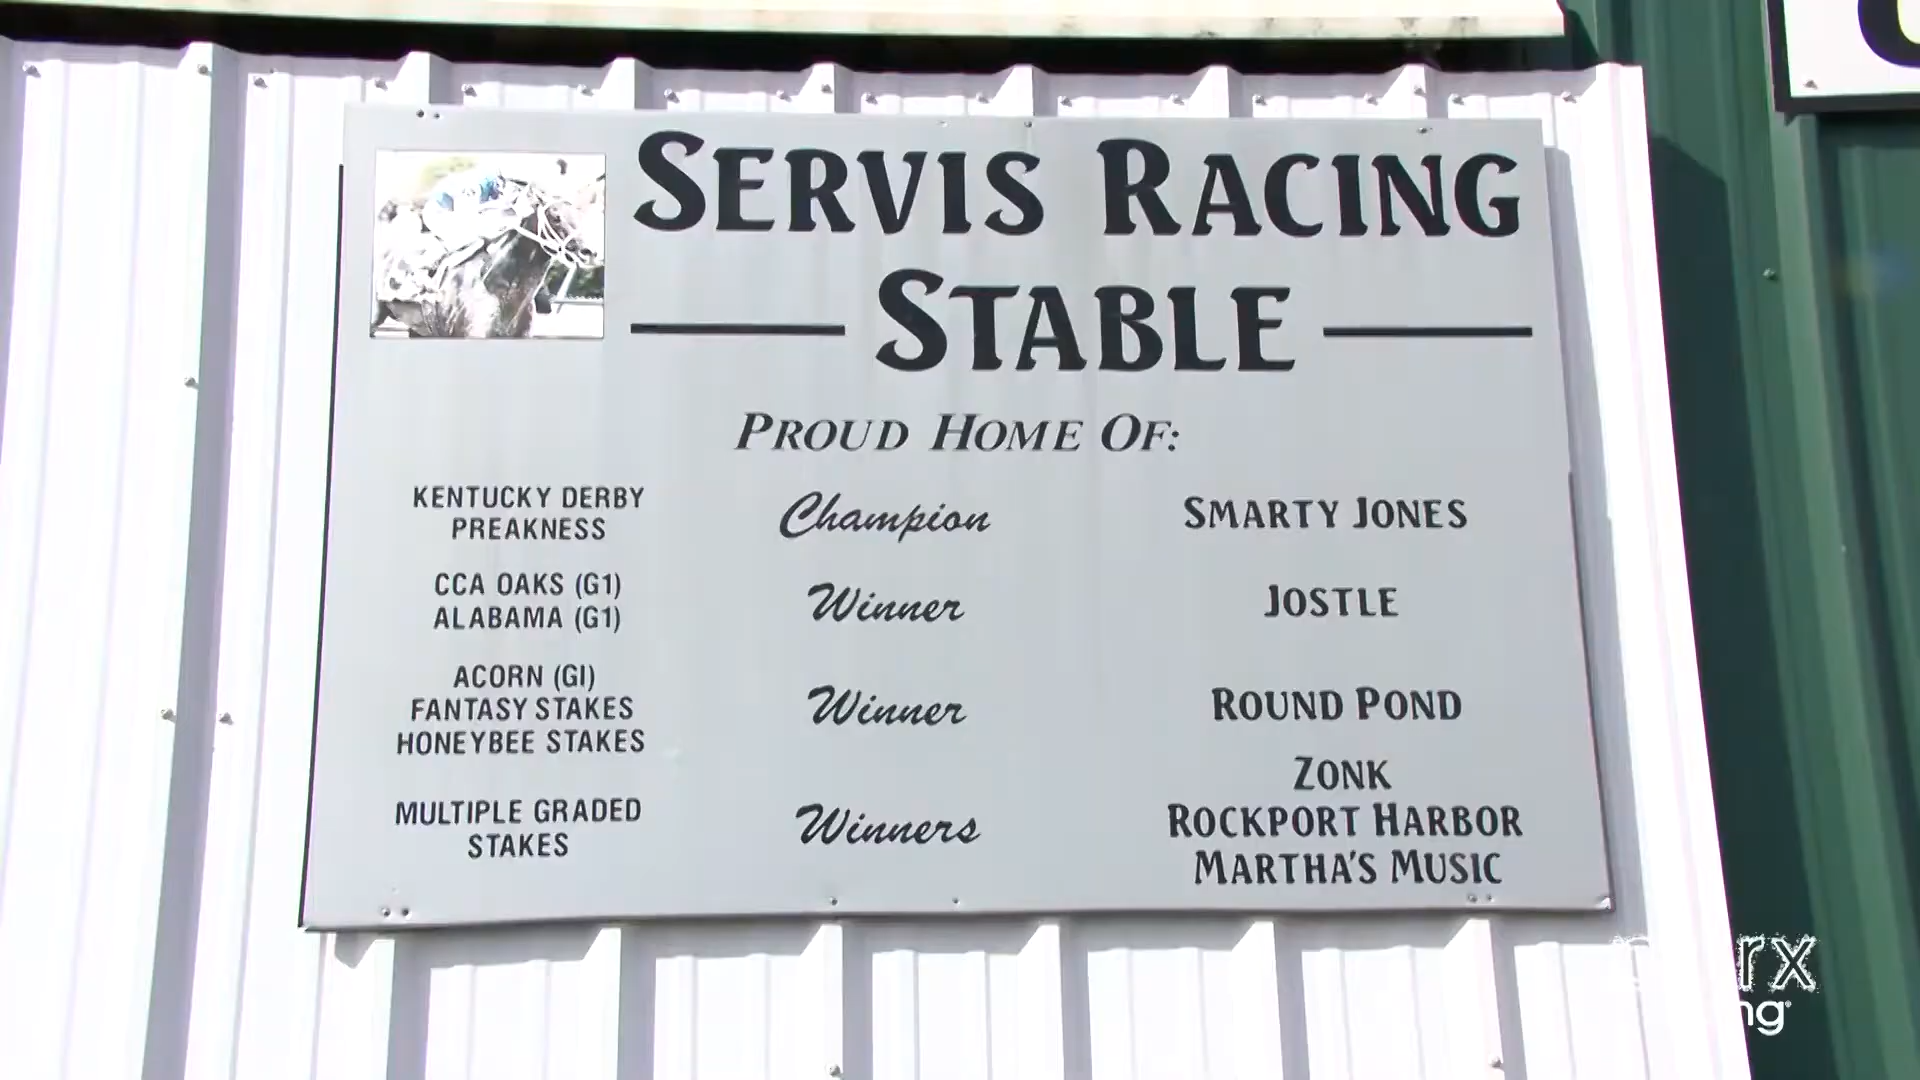 SERVIS RACING
STABLE
PROUD HOME OF:
KENTUCKY DERBY
PREAKNESS
Champion
SMARTY JONES
CCA OAKS (G1)
ALABAMA (G1)
Winner
JOSTLE
ACORN (GI)
FANTASY STAKES
HONEYBEE STAKES
Winner
ROUND POND
MULTIPLE GRADED
STAKES
Winners
ZONK
ROCKPORT HARBOR
MARTHA'S MUSIC